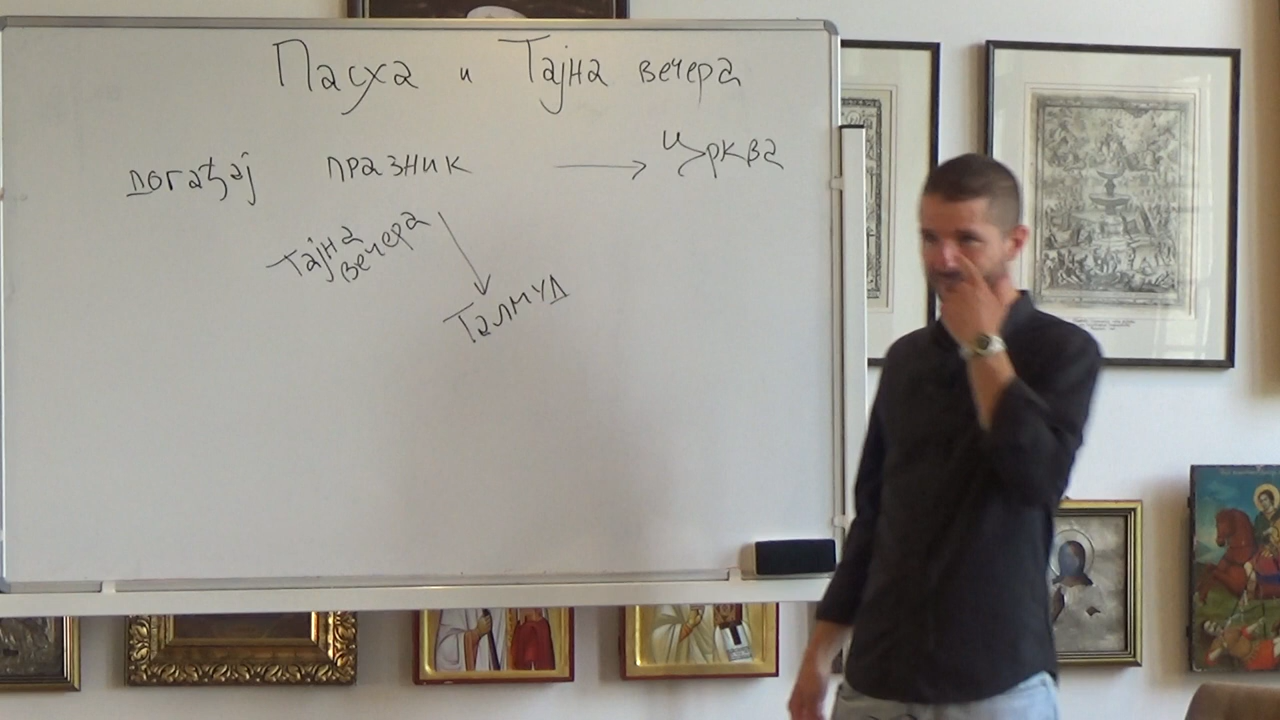 Пасха и Тајна вечера
догађај празник → Црква
Тајна
вечера
Талмуд